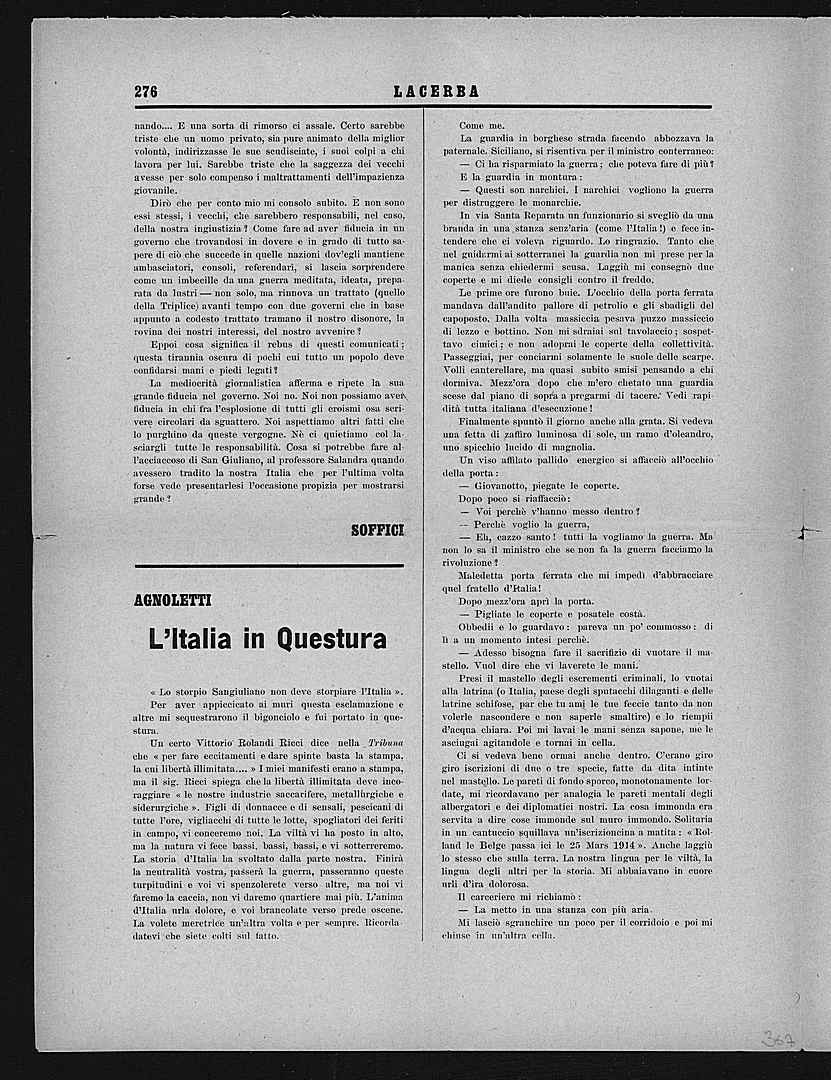 276
LACERBA
nando.... E una sorta di rimorso ci assale. Certo sarebbe
triste che un uomo privato, sia pure animato della miglior
volontà, indirizzasse le sue scudisciate, i suoi colpi a chi
lavora per lui. Sarebbe triste che la saggezza dei vecchi
avesse per solo compenso i maltrattamenti dell'impazienza
giovanile.
Dirò che per conto mio mi consolo subito. E non sono
essi stessi, i vecchi, che sarebbero responsabili, nel caso,
della nostra ingiustizia? Come fare ad aver fiducia in un
governo che trovandosi in dovere e in grado di tutto sa-
pere di ciò che succede in quelle nazioni dov'egli mantiene
ambasciatori, consoli, referendari, si lascia sorprendere
come un imbecille da una guerra meditata, ideata, prepa-
rata da lustri — non solo, ma rinnova un trattato (quello
della Triplice) avanti tempo con due governi che in base
appunto a codesto trattato tramano il nostro disonore, la
rovina dei nostri interessi, del nostro avvenire?
Eppoi cosa significa il rebus di questi comunicati;
questa tirannia oscura di pochi cui tutto un popolo deve
confidarsi mani e piedi legati?
La mediocrità giornalistica afferma e ripete la sua
grande fiducia nel governo. Noi no. Noi non possiamo aver
fiducia in chi fra l'esplosione di tutti gli eroismi osa scri-
vere circolari da sguattero. Noi aspettiamo altri fatti che
lo purghino da queste vergogne. Nè ci quietiamo col la-
sciargli tutte le responsabilità. Cosa si potrebbe fare al-
l'acciaccoso di San Giuliano, al professore Salandra quando
avessero tradito la nostra Italia che per l'ultima volta
forse vede presentarlesi l'occasione propizia per mostrarsi
grande?
SOFFICI
AGNOLETTI
L'Italia in Questura
« Lo storpio Sangiuliano non deve storpiare l'Italia ».
Per aver appiccicato ai muri questa esclamazione e
altre mi sequestrarono il bigonciolo e fui portato in que-
stura.
Un certo Vittorio Rolandi Ricci dice nella Tribuna
che « per fare eccitamenti e dare spinte basta la stampa,
la cui libertà illimitata.... » I miei manifesti erano a stampa,
ma il sig. Ricci spiega che la libertà illimitata deve inco-
raggiare « le nostre industrie saccarifere, metallurgiche e
siderurgiche ». Figli di donnacce e di sensali, pescicani di
tutte l'ore, vigliacchi di tutte le lotte, spogliatori dei feriti
in campo, vi conceremo noi. La viltà vi ha posto in alto,
ma la natura vi fece bassi, bassi, bassi, e vi sotterreremo.
La storia d'Italia ha svoltato dalla parte nostra. Finirà
la neutralità vostra, passerà la guerra, passeranno queste
turpitudini e voi vi spenzolerete verso altre, ma noi vi
faremo la caccia, non vi daremo quartiere mai più. L'anima
d'Italia urla dolore, e voi brancolate verso prede oscene.
La volete meretrice un'altra volta e per sempre. Ricorda-
datevi che siete colti sul fatto.
Come me.
La guardia in borghese strada facendo abbozzava la
paternale. Siciliano, si risentiva per il ministro conterraneo:
— Ci ha risparmiato la guerra; che poteva fare di più?
E la guardia in montura:
— Questi son narchici. I narchici vogliono la guerra
per distruggere le monarchie.
In via Santa Reparata un funzionario si svegliò da una
branda in una stanza senz'aria (come l'Italia!) e fece in-
tendere che ci voleva riguardo. Lo ringrazio. Tanto che
nel guidarmi ai sotterranei la guardia non mi prese per la
manica senza chiedermi scusa. Laggiù mi consegnò due
coperte e mi diede consigli contro il freddo.
Le prime ore furono buie. L'occhio della porta ferrata
mandava dall'andito pallore di petrolio e gli sbadigli del
capoposto. Dalla volta massiccia pesava puzzo massiccio
di lezzo e bottino. Non mi sdraiai sul tavolaccio; sospet-
tavo cimici; e non adoprai le coperte della collettività.
Passeggiai, per conciarmi solamente le suole delle scarpe.
Volli canterellare, ma quasi subito smisi pensando a chi
dormiva. Mezz'ora dopo che m'ero chetato una guardia
scese dal piano di sopra a pregarmi di tacere. Vedi rapi-
dità tutta italiana d'esecuzione!
Finalmente spuntò il giorno anche alla grata. Si vedeva
una fetta di zaffiro luminosa di sole, un ramo d'oleandro,
uno spicchio lucido di magnolia.
Un viso affilato pallido energico si affacciò all'occhio
della porta:
— Giovanotto, piegate le coperte.
Dopo poco si riaffacciò:
— Voi perchè v'hanno messo dentro?
— Perchè voglio la guerra,
— Eh, cazzo santo! tutti la vogliamo la guerra. Ma
non lo sa il ministro che se non fa la guerra facciamo la
rivoluzione?
Maledetta porta ferrata che mi impedì d'abbracciare
quel fratello d'Italia!
Dopo mezz'ora aprì la porta.
— Pigliate le coperte e posatele costà.
Obbedii e lo guardavo: pareva un po' commosso: di
lì a un momento intesi perchè.
— Adesso bisogna fare il sacrifizio di vuotare il ma-
stello. Vuol dire che vi laverete le mani.
Presi il mastello degli escrementi criminali, lo vuotai
alla latrina (o Italia, paese degli sputacchi dilaganti e delle
latrine schifose, par che tu ami le tue feccie tanto da non
volerle nascondere e non saperle smaltire) e lo riempii
d'acqua chiara. Poi mi lavai le mani senza sapone, me le
asciugai agitandole e tornai in cella.
Ci si vedeva bene ormai anche dentro. C'erano giro
giro iscrizioni di due o tre specie, fatte da dita intinte
nel mastello. Le pareti di fondo sporco, monotonamente lor-
date, mi ricordavano per analogia le pareti mentali degli
albergatori e dei diplomatici nostri. La cosa immonda era
servita a dire cose immonde sul muro immondo. Solitaria
in un cantuccio squillava un'iscrizioncina a matita: « Rol-
land le Belge passa ici le 25 Mars 1914 ». Anche laggiù
lo stesso che sulla terra. La nostra lingua per le viltà, la
lingua degli altri per la storia. Mi abbaiavano in cuore
urli d'ira dolorosa.
Il carceriere mi richiamò:
— La metto in una stanza con più aria.
Mi lasciò sgranchire un poco per il corridoio e poi mi
chiuse in un'altra cella.
367